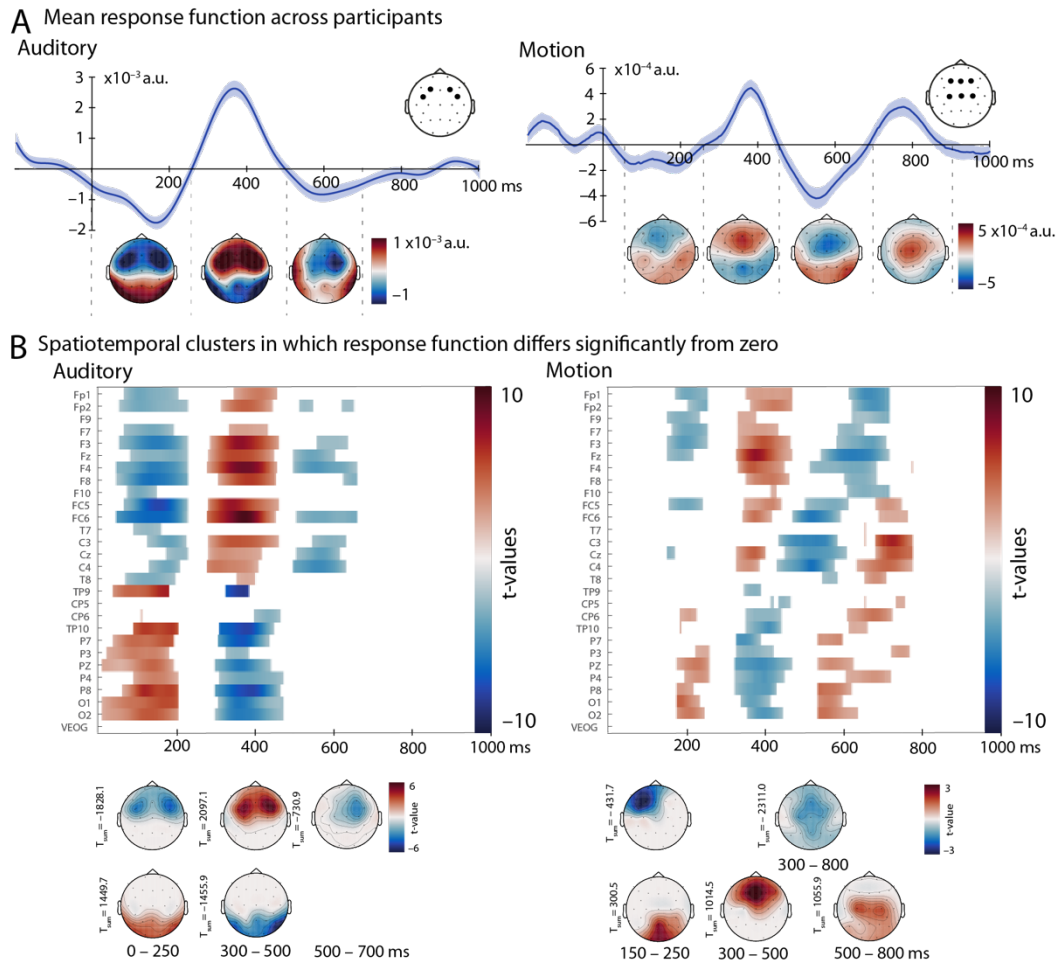 A Mean response function across participants
Auditory
x10⁻³ a.u.
3
2
1
-1
-2
200
400
600
800
1000 ms
1 x10⁻³ a.u.
−1
Motion
x10⁻⁴ a.u.
6
4
2
-2
-4
-6
200
400
600
800
1000 ms
5 x10⁻⁴ a.u.
−5
B Spatiotemporal clusters in which response function differs significantly from zero
Auditory
Fp1
Fp2
F9
F7
F3
Fz
F4
F8
F10
FC5
FC6
T7
C3
Cz
C4
T8
TP9
CP5
CP6
TP10
P7
P3
PZ
P4
P8
O1
O2
VEOG
200
400
600
800
1000 ms
10
t-values
−10
Motion
Fp1
Fp2
F9
F7
F3
Fz
F4
F8
F10
FC5
FC6
T7
C3
Cz
C4
T8
TP9
CP5
CP6
TP10
P7
P3
PZ
P4
P8
O1
O2
VEOG
200
400
600
800
1000 ms
10
t-values
−10
Tsum = −1828.1
Tsum = 2097.1
Tsum = −730.9
6
t-value
−6
Tsum = 1449.7
Tsum = −1455.9
0 – 250
300 – 500
500 – 700 ms
Tsum = − 431.7
Tsum = − 2311.0
3
t-value
−3
300 – 800
Tsum = 300.5
Tsum = 1014.5
Tsum = 1055.9
150 – 250
300 – 500
500 – 800 ms